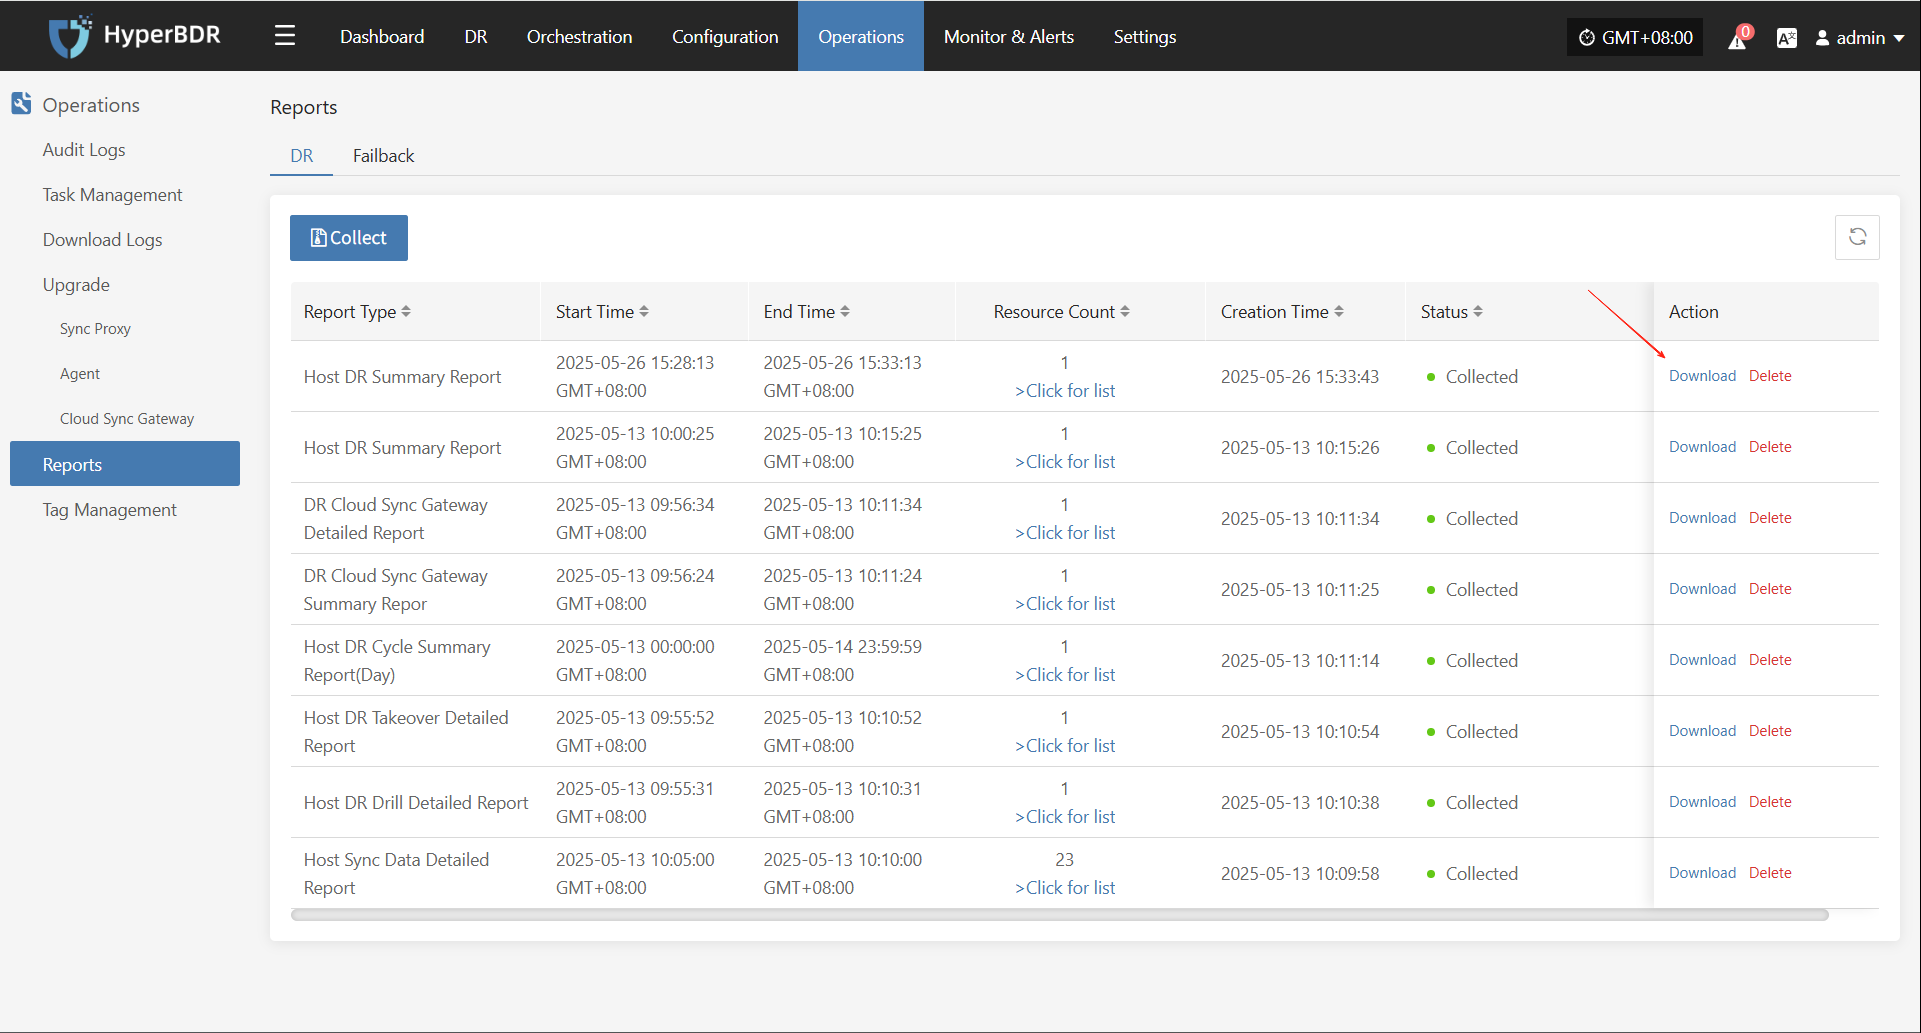 HyperBDR
Dashboard
DR
Orchestration
Configuration
Operations
Monitor & Alerts
Settings
GMT+08:00
0
admin
Operations
Audit Logs
Task Management
Download Logs
Upgrade
Sync Proxy
Agent
Cloud Sync Gateway
Reports
Tag Management
Reports
DR
Failback
Collect
Report Type
Start Time
End Time
Resource Count
Creation Time
Status
Action
Host DR Summary Report
2025-05-26 15:28:13
GMT+08:00
2025-05-26 15:33:13
GMT+08:00
1
>Click for list
2025-05-26 15:33:43
Collected
Download Delete
Host DR Summary Report
2025-05-13 10:00:25
GMT+08:00
2025-05-13 10:15:25
GMT+08:00
1
>Click for list
2025-05-13 10:15:26
Collected
Download Delete
DR Cloud Sync Gateway
Detailed Report
2025-05-13 09:56:34
GMT+08:00
2025-05-13 10:11:34
GMT+08:00
1
>Click for list
2025-05-13 10:11:34
Collected
Download Delete
DR Cloud Sync Gateway
Summary Repor
2025-05-13 09:56:24
GMT+08:00
2025-05-13 10:11:24
GMT+08:00
1
>Click for list
2025-05-13 10:11:25
Collected
Download Delete
Host DR Cycle Summary
Report(Day)
2025-05-13 00:00:00
GMT+08:00
2025-05-14 23:59:59
GMT+08:00
1
>Click for list
2025-05-13 10:11:14
Collected
Download Delete
Host DR Takeover Detailed
Report
2025-05-13 09:55:52
GMT+08:00
2025-05-13 10:10:52
GMT+08:00
1
>Click for list
2025-05-13 10:10:54
Collected
Download Delete
Host DR Drill Detailed Report
2025-05-13 09:55:31
GMT+08:00
2025-05-13 10:10:31
GMT+08:00
1
>Click for list
2025-05-13 10:10:38
Collected
Download Delete
Host Sync Data Detailed
Report
2025-05-13 10:05:00
GMT+08:00
2025-05-13 10:10:00
GMT+08:00
23
>Click for list
2025-05-13 10:09:58
Collected
Download Delete